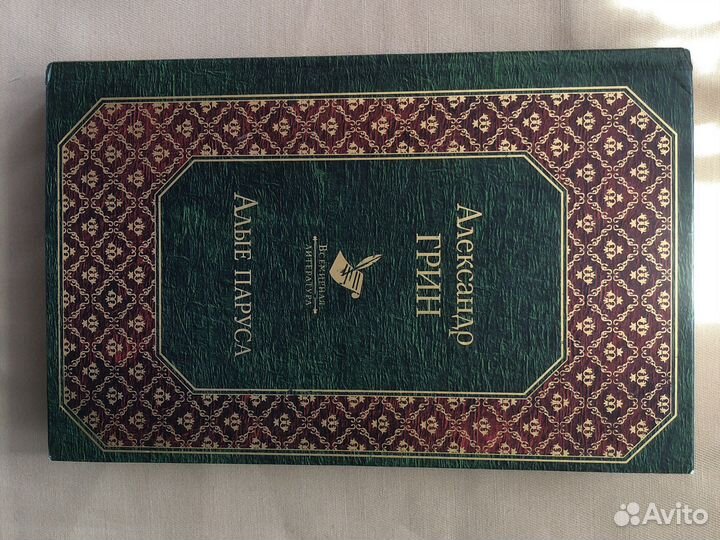 Александр
ГРИН
Всемирная
литература
Алые паруса
Avito